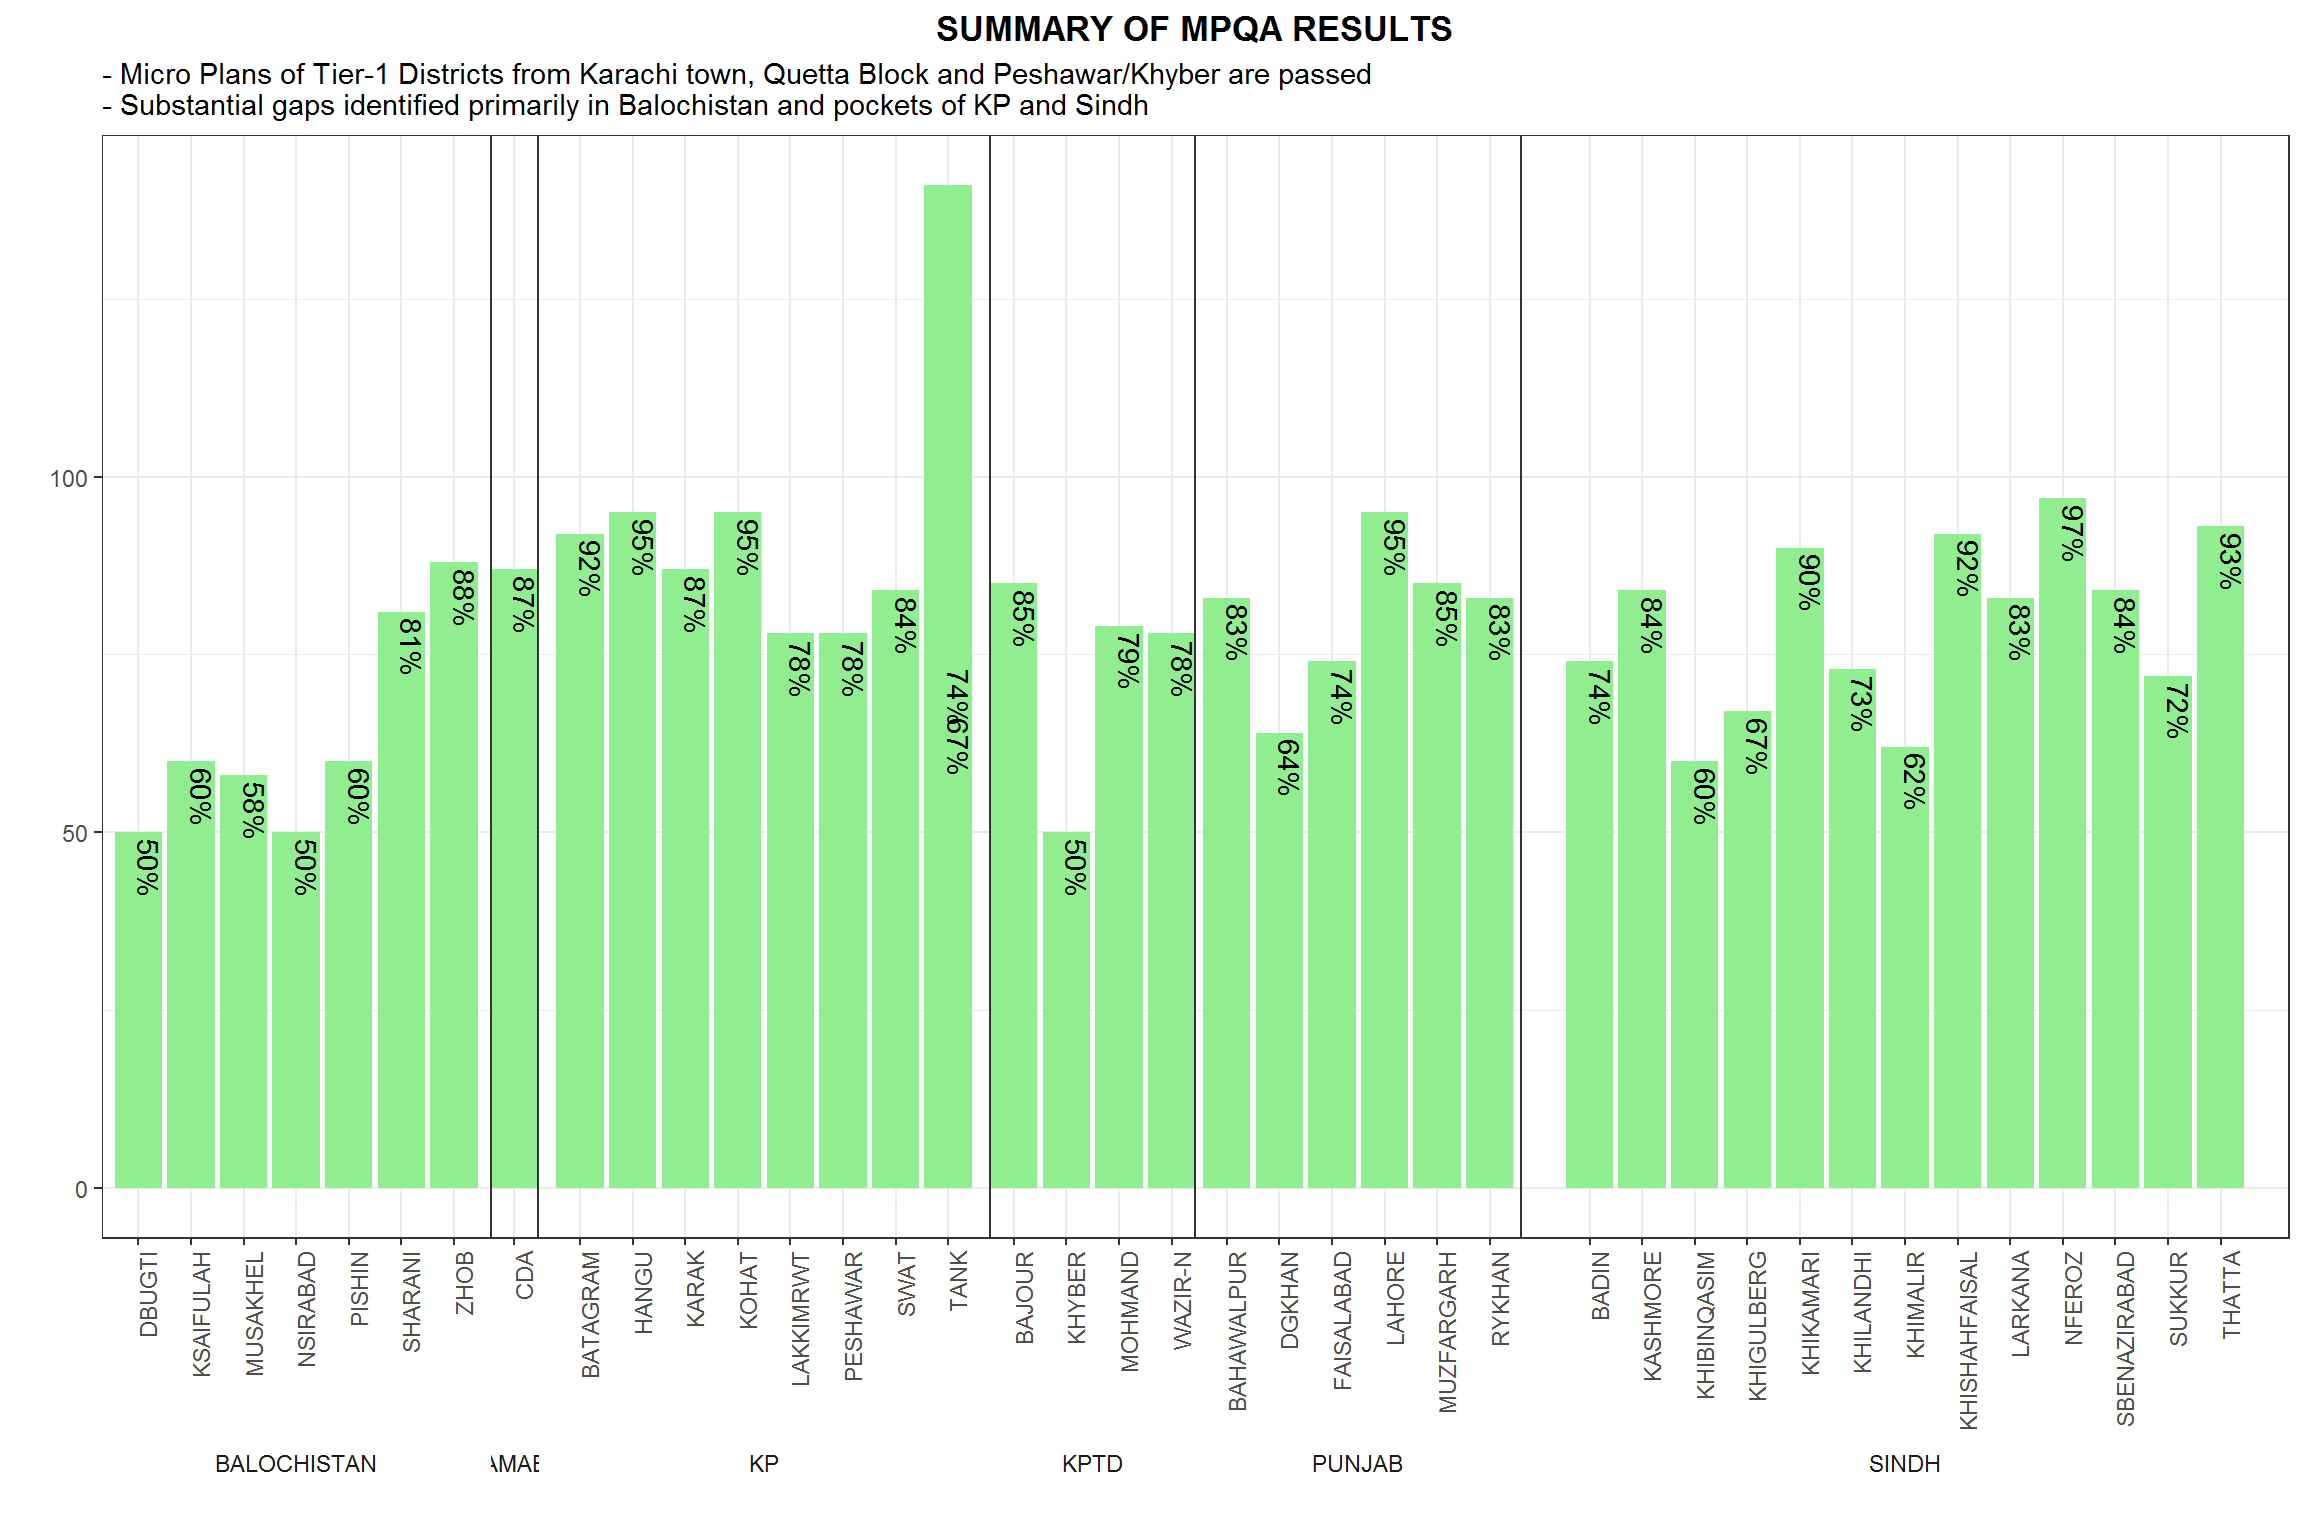 SUMMARY OF MPQA RESULTS
- Micro Plans of Tier-1 Districts from Karachi town, Quetta Block and Peshawar/Khyber are passed
- Substantial gaps identified primarily in Balochistan and pockets of KP and Sindh
100
50
0
50%
60%
58%
50%
60%
81%
88%
87%
92%
95%
87%
95%
78%
78%
84%
74%
67%
85%
50%
79%
78%
83%
64%
74%
95%
85%
83%
74%
84%
60%
67%
90%
73%
62%
92%
83%
97%
84%
72%
93%
DBUGTI
KSAIFULAH
MUSAKHEL
NSIRABAD
PISHIN
SHARANI
ZHOB
CDA
BATAGRAM
HANGU
KARAK
KOHAT
LAKKIMRWT
PESHAWAR
SWAT
TANK
BAJOUR
KHYBER
MOHMAND
WAZIR-N
BAHAWALPUR
DGKHAN
FAISALABAD
LAHORE
MUZFARGARH
RYKHAN
BADIN
KASHMORE
KHIBINQASIM
KHIGULBERG
KHIKAMARI
KHILANDHI
KHIMALIR
KHISHAHFAISAL
LARKANA
NFEROZ
SBENAZIRABAD
SUKKUR
THATTA
BALOCHISTAN
KP
KPTD
PUNJAB
SINDH